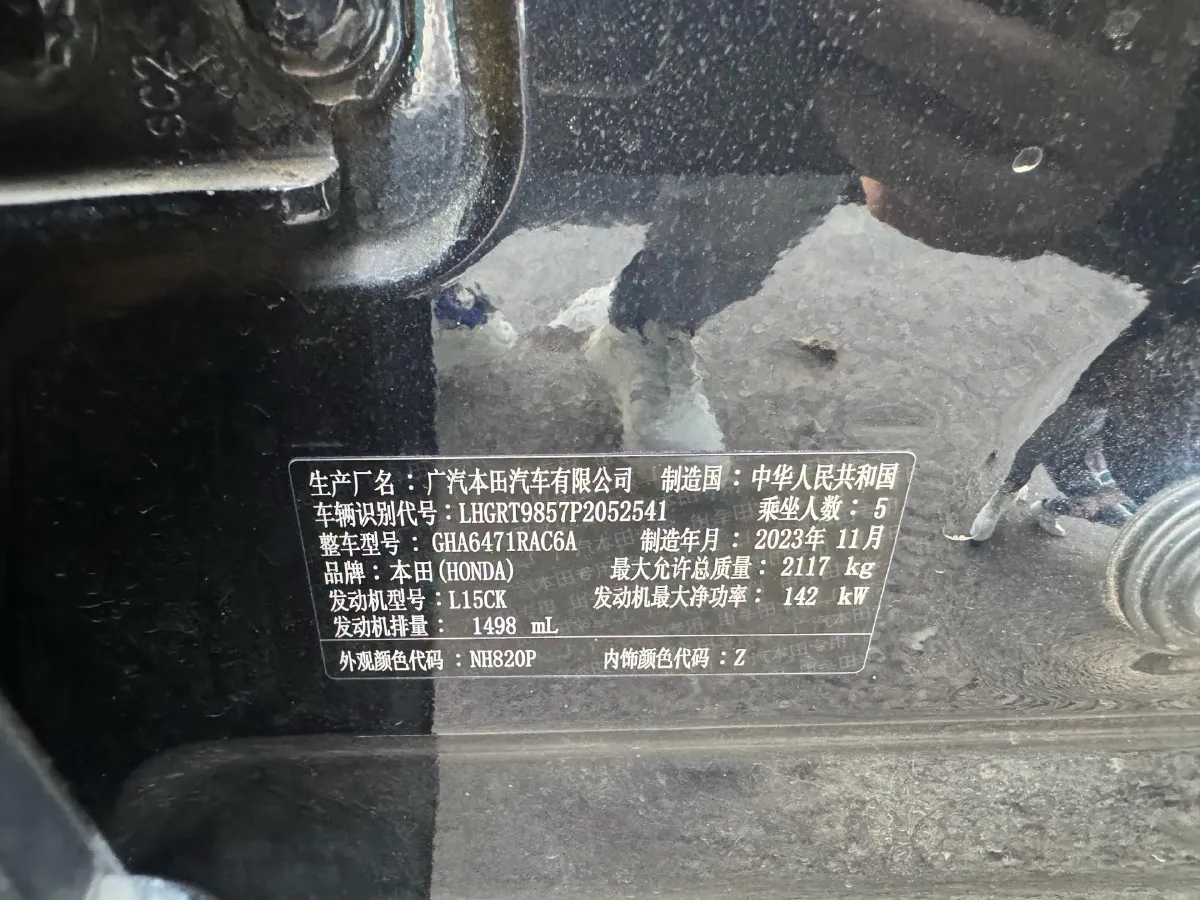 SCK
生产厂名：广汽本田汽车有限公司 制造国：中华人民共和国
车辆识别代号：LHGRT9857P2052541 乘坐人数：5
整车型号：GHA6471RAC6A 制造年月：2023年 11月
品牌：本田(HONDA) 最大允许总质量：2117 kg
发动机型号：L15CK 发动机最大净功率：142 kW
发动机排量：1498 mL
外观颜色代码：NH820P 内饰颜色代码：Z